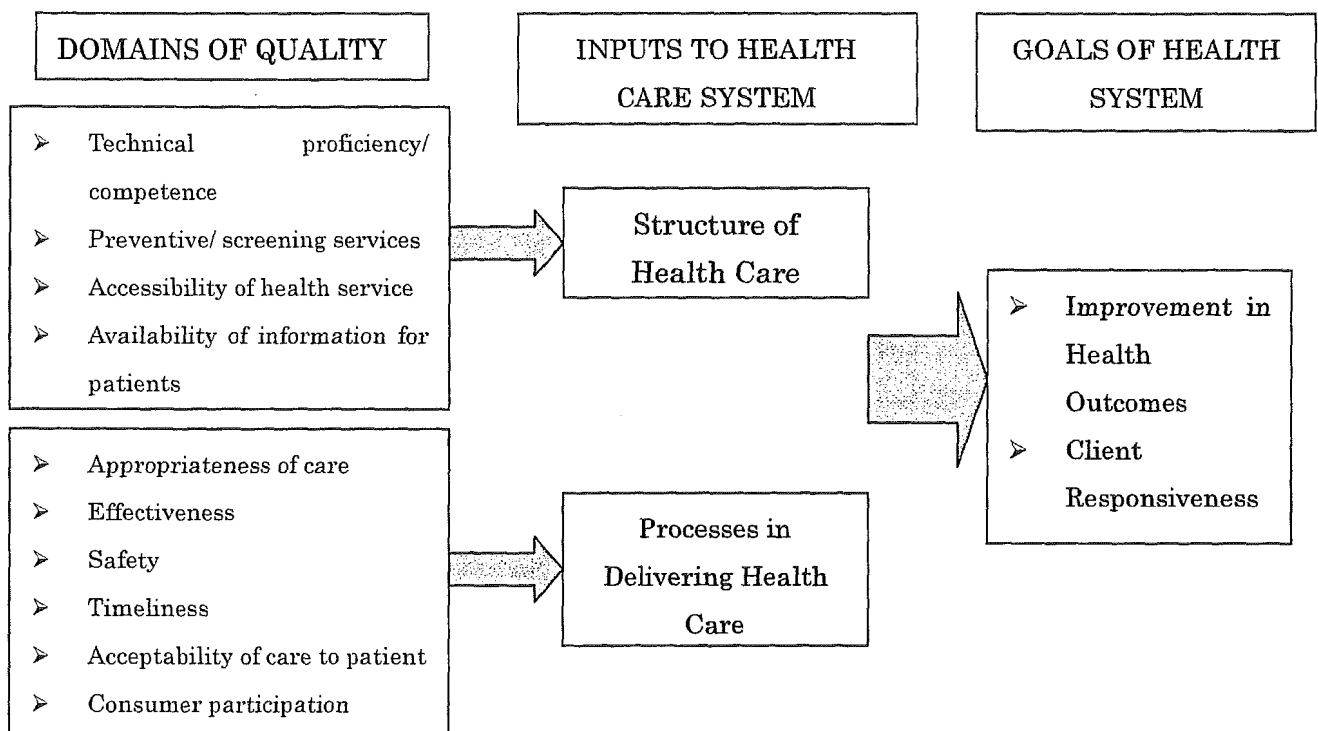 DOMAINS OF QUALITY
INPUTS TO HEALTH
CARE SYSTEM
GOALS OF HEALTH
SYSTEM
➢ Technical proficiency/
competence
➢ Preventive/ screening services
➢ Accessibility of health service
➢ Availability of information for
patients
Structure of
Health Care
➢ Improvement in
Health
Outcomes
➢ Client
Responsiveness
➢ Appropriateness of care
➢ Effectiveness
➢ Safety
➢ Timeliness
➢ Acceptability of care to patient
➢ Consumer participation
Processes in
Delivering Health
Care